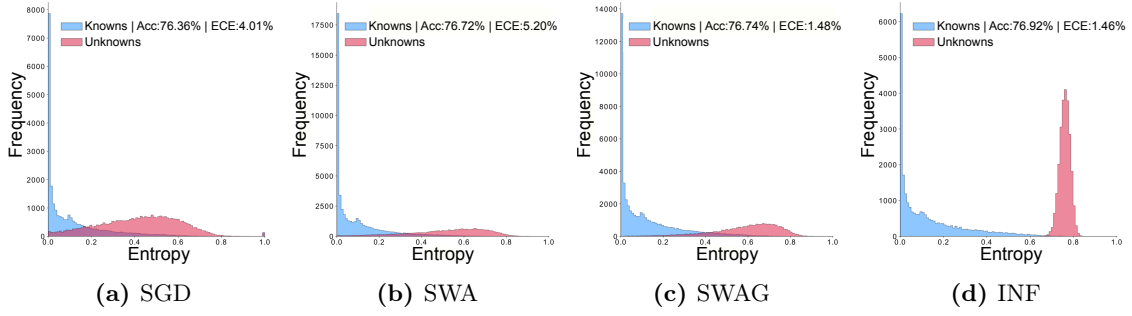 Knowns | Acc:76.36% | ECE:4.01%
Unknowns
Frequency
8000
7000
6000
5000
4000
3000
2000
1000
0
0.0 0.2 0.4 0.6 0.8 1.0
Entropy
(a) SGD
Knowns | Acc:76.72% | ECE:5.20%
Unknowns
Frequency
17500
15000
12500
10000
7500
5000
2500
0
0.0 0.2 0.4 0.6 0.8 1.0
Entropy
(b) SWA
Knowns | Acc:76.74% | ECE:1.48%
Unknowns
Frequency
14000
12000
10000
8000
6000
4000
2000
0
0.0 0.2 0.4 0.6 0.8 1.0
Entropy
(c) SWAG
Knowns | Acc:76.92% | ECE:1.46%
Unknowns
Frequency
6000
5000
4000
3000
2000
1000
0
0.0 0.2 0.4 0.6 0.8 1.0
Entropy
(d) INF